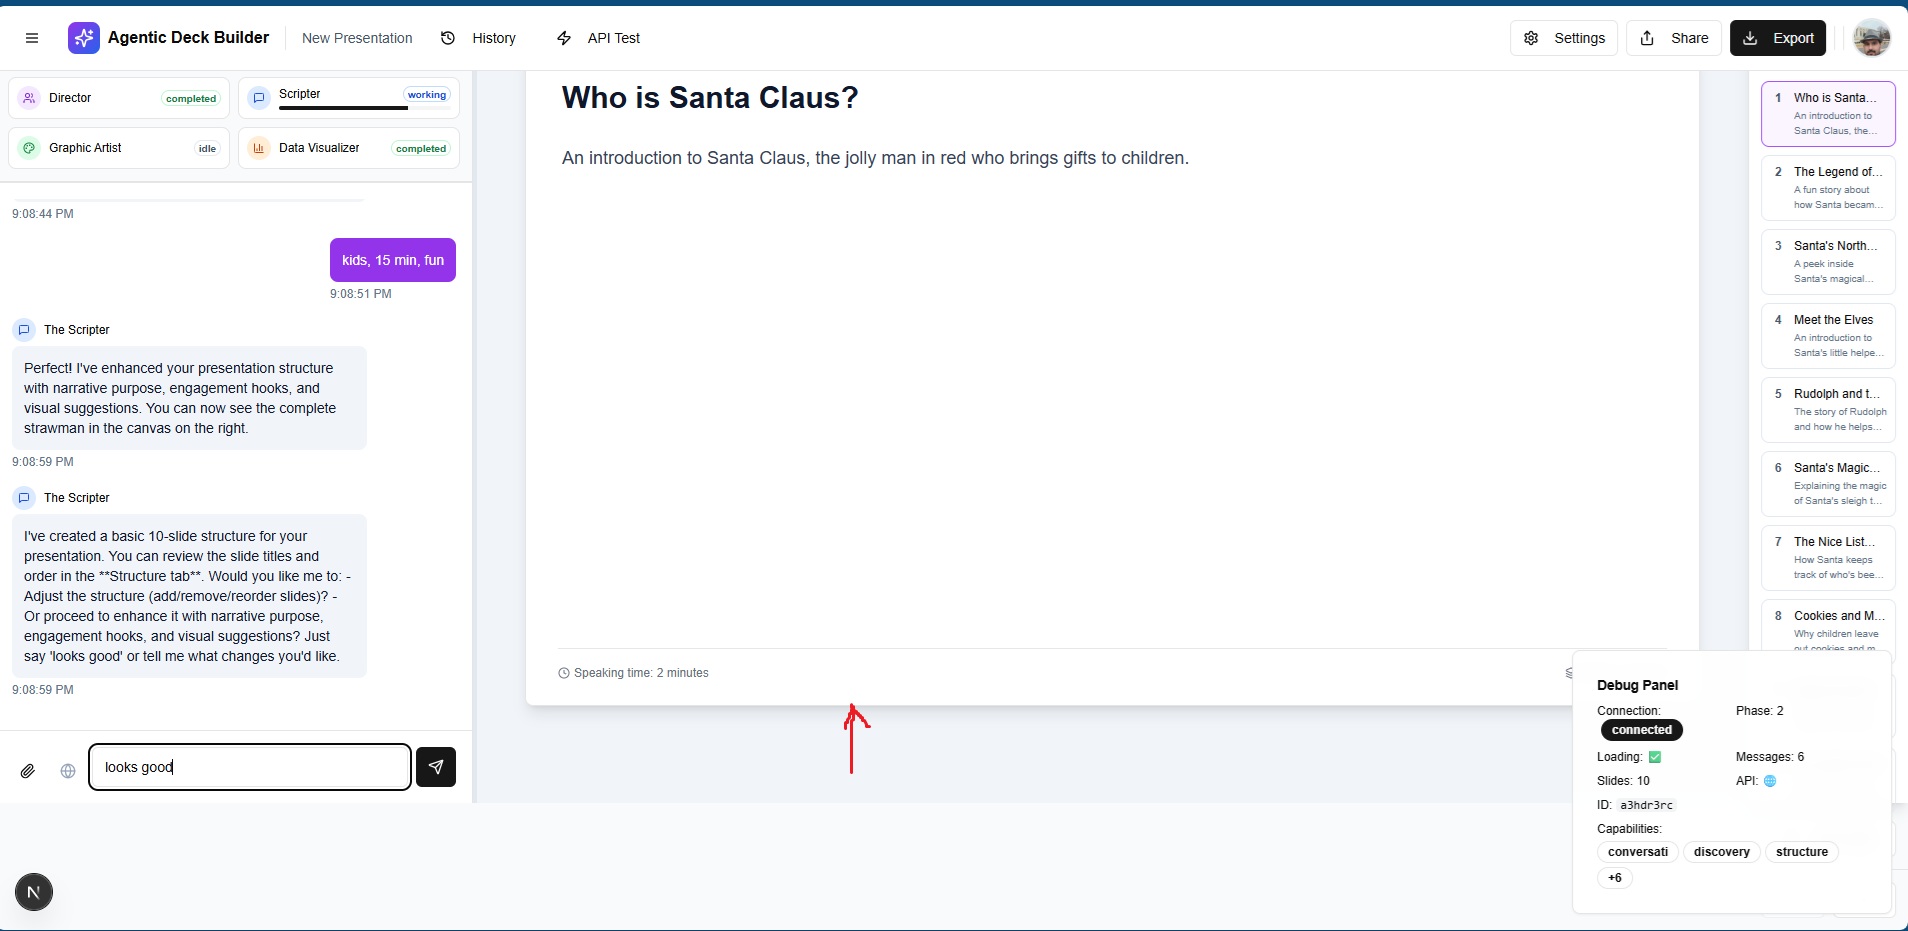 Agentic Deck Builder
New Presentation
History
API Test
Settings
Share
Export
Director
completed
Scripter
working
Graphic Artist
idle
Data Visualizer
completed
9:08:44 PM
kids, 15 min, fun
9:08:51 PM
The Scripter
Perfect! I've enhanced your presentation structure
with narrative purpose, engagement hooks, and
visual suggestions. You can now see the complete
strawman in the canvas on the right.
9:08:59 PM
The Scripter
I've created a basic 10-slide structure for your
presentation. You can review the slide titles and
order in the **Structure tab**. Would you like me to: -
Adjust the structure (add/remove/reorder slides)? -
Or proceed to enhance it with narrative purpose,
engagement hooks, and visual suggestions? Just
say 'looks good' or tell me what changes you'd like.
9:08:59 PM
looks good
N
Who is Santa Claus?
An introduction to Santa Claus, the jolly man in red who brings gifts to children.
Speaking time: 2 minutes
1 Who is Santa...
An introduction to
Santa Claus, the...
2 The Legend of...
A fun story about
how Santa becam...
3 Santa's North...
A peek inside
Santa's magical...
4 Meet the Elves
An introduction to
Santa's little helpe...
5 Rudolph and t...
The story of Rudolph
and how he helps...
6 Santa's Magic...
Explaining the magic
of Santa's sleigh t...
7 The Nice List...
How Santa keeps
track of who's bee...
8 Cookies and M...
Why children leave
out cookies and m
Debug Panel
Connection:
connected
Phase: 2
Loading: ✅
Messages: 6
Slides: 10
API: 🌐
ID: a3hdr3rc
Capabilities:
conversati
discovery
structure
+6